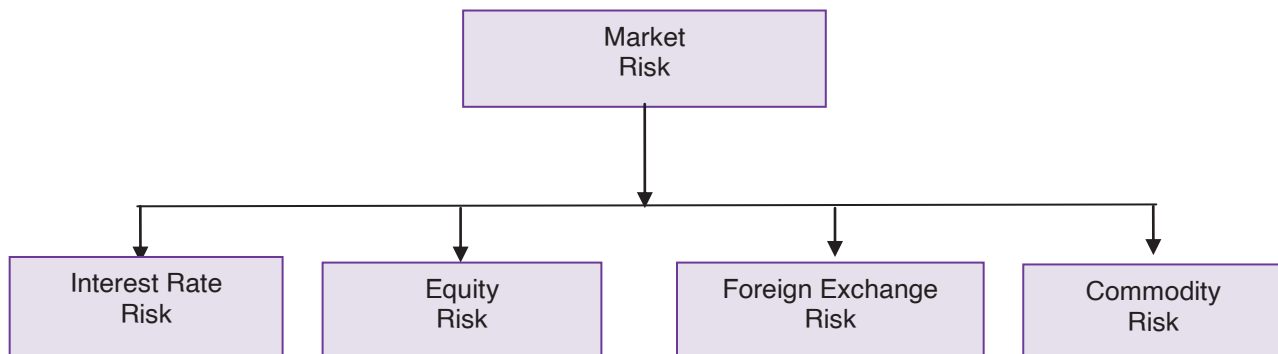 Market
Risk
Interest Rate
Risk
Equity
Risk
Foreign Exchange
Risk
Commodity
Risk